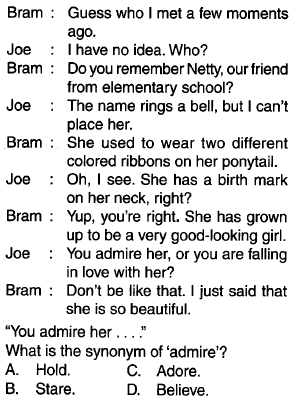 Bram : Guess who I met a few moments
ago.
Joe : I have no idea. Who?
Bram : Do you remember Netty, our friend
from elementary school?
Joe : The name rings a bell, but I can't
place her.
Bram : She used to wear two different
colored ribbons on her ponytail.
Joe : Oh, I see. She has a birth mark
on her neck, right?
Bram : Yup, you're right. She has grown
up to be a very good-looking girl.
Joe : You admire her, or you are falling
in love with her?
Bram : Don't be like that. I just said that
she is so beautiful.
"You admire her . . . ."
What is the synonym of 'admire'?
A. Hold. C. Adore.
B. Stare. D. Believe.